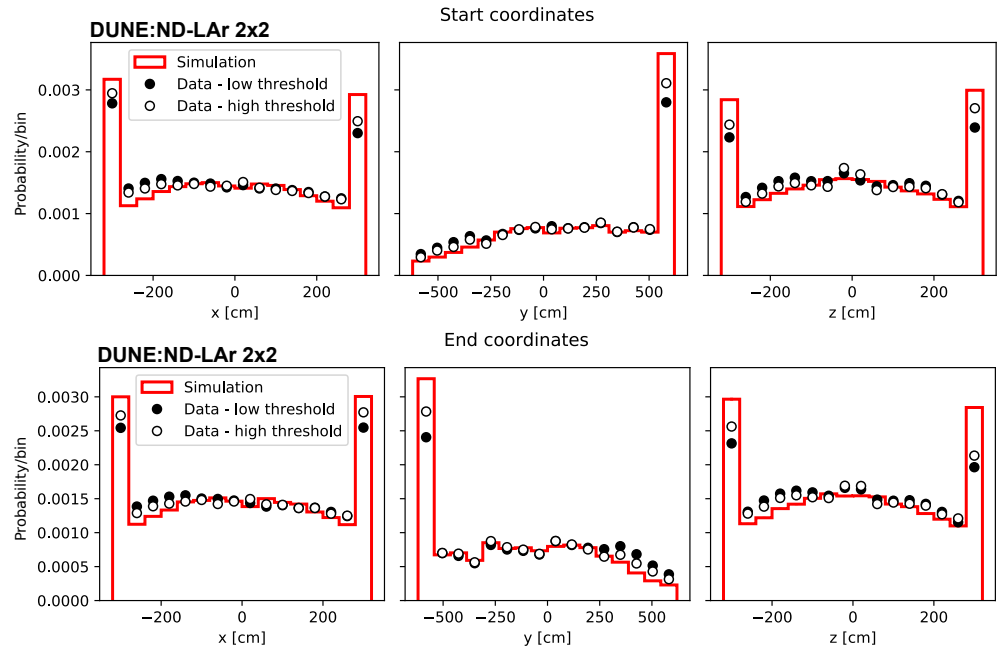 Start coordinates
DUNE:ND-LAr 2x2
Simulation
Data - low threshold
Data - high threshold
Probability/bin
0.003
0.002
0.001
0.000
−200 0 200
x [cm]
−500 −250 0 250 500
y [cm]
−200 0 200
z [cm]
End coordinates
DUNE:ND-LAr 2x2
Simulation
Data - low threshold
Data - high threshold
Probability/bin
0.0030
0.0025
0.0020
0.0015
0.0010
0.0005
0.0000
−200 0 200
x [cm]
−500 −250 0 250 500
y [cm]
−200 0 200
z [cm]